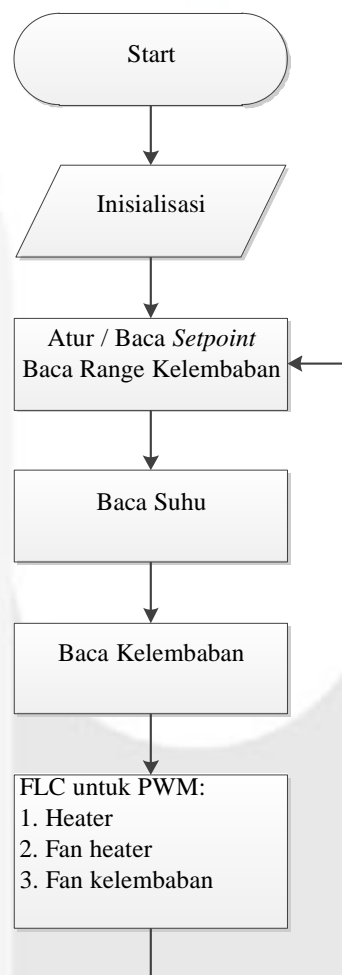 Start
Inisialisasi
Atur / Baca Setpoint
Baca Range Kelembaban
Baca Suhu
Baca Kelembaban
FLC untuk PWM:
1. Heater
2. Fan heater
3. Fan kelembaban